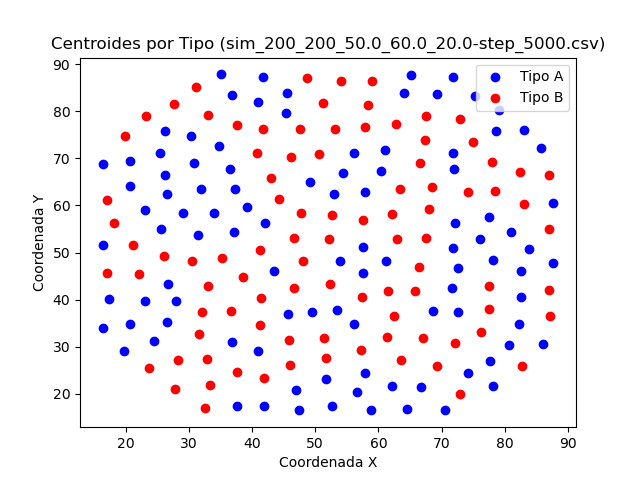 Centroides por Tipo (sim_200_200_50.0_60.0_20.0-step_5000.csv)
Tipo A
Tipo B
Coordenada Y
90
80
70
60
50
40
30
20
20 30 40 50 60 70 80 90
Coordenada X